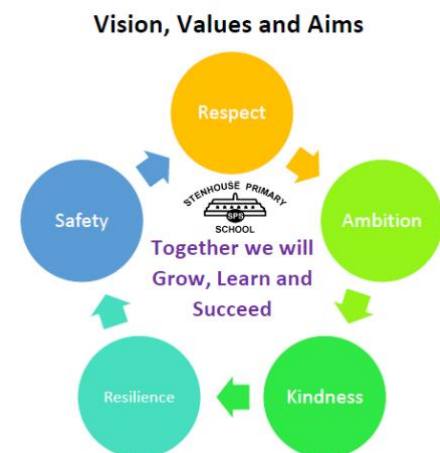 Vision, Values and Aims
Respect
Ambition
Kindness
Resilience
Safety
STENHOUSE PRIMARY
SPS
SCHOOL
Together we will
Grow, Learn and
Succeed